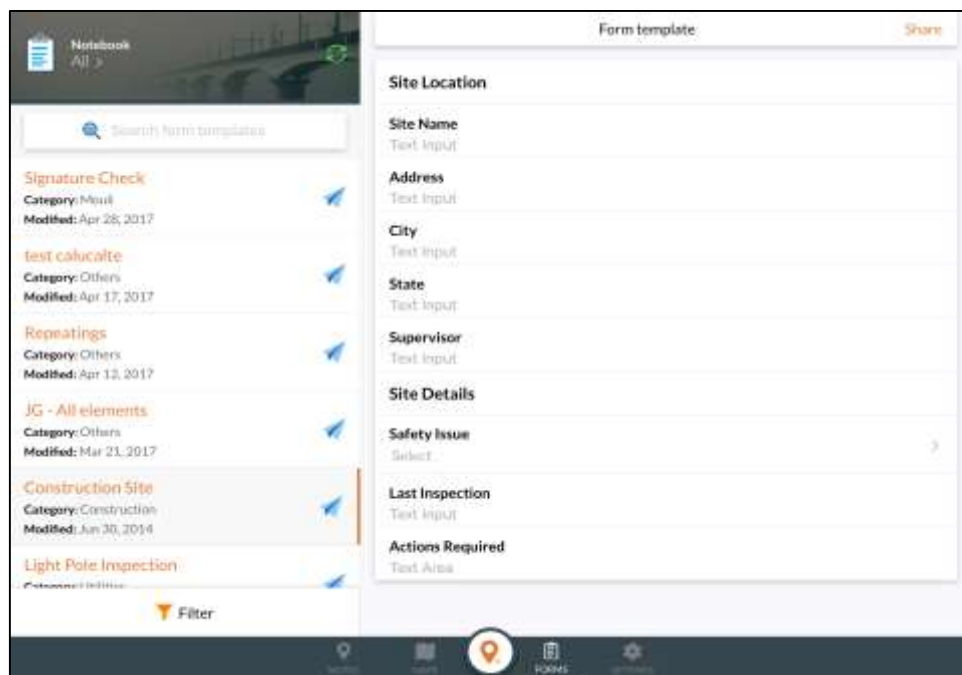 Notebook
All >
Search form templates
Signature Check
Category: Mouli
Modified: Apr 28, 2017
test calucalte
Category: Others
Modified: Apr 17, 2017
Repeatings
Category: Others
Modified: Apr 12, 2017
JG - All elements
Category: Others
Modified: Mar 21, 2017
Construction Site
Category: Construction
Modified: Jun 30, 2014
Light Pole Inspection
Category: Utilities
Filter
Form template
Share
Site Location
Site Name
Text Input
Address
Text Input
City
Text Input
State
Text Input
Supervisor
Text Input
Site Details
Safety Issue
Select
Last Inspection
Text Input
Actions Required
Text Area
FORMS